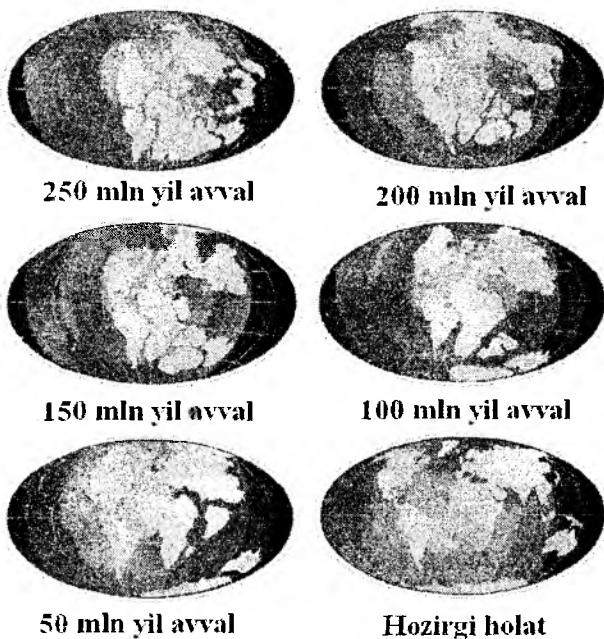 250 mln yil avval
200 mln yil avval
150 mln yil avval
100 mln yil avval
50 mln yil avval
Hozirgi holat